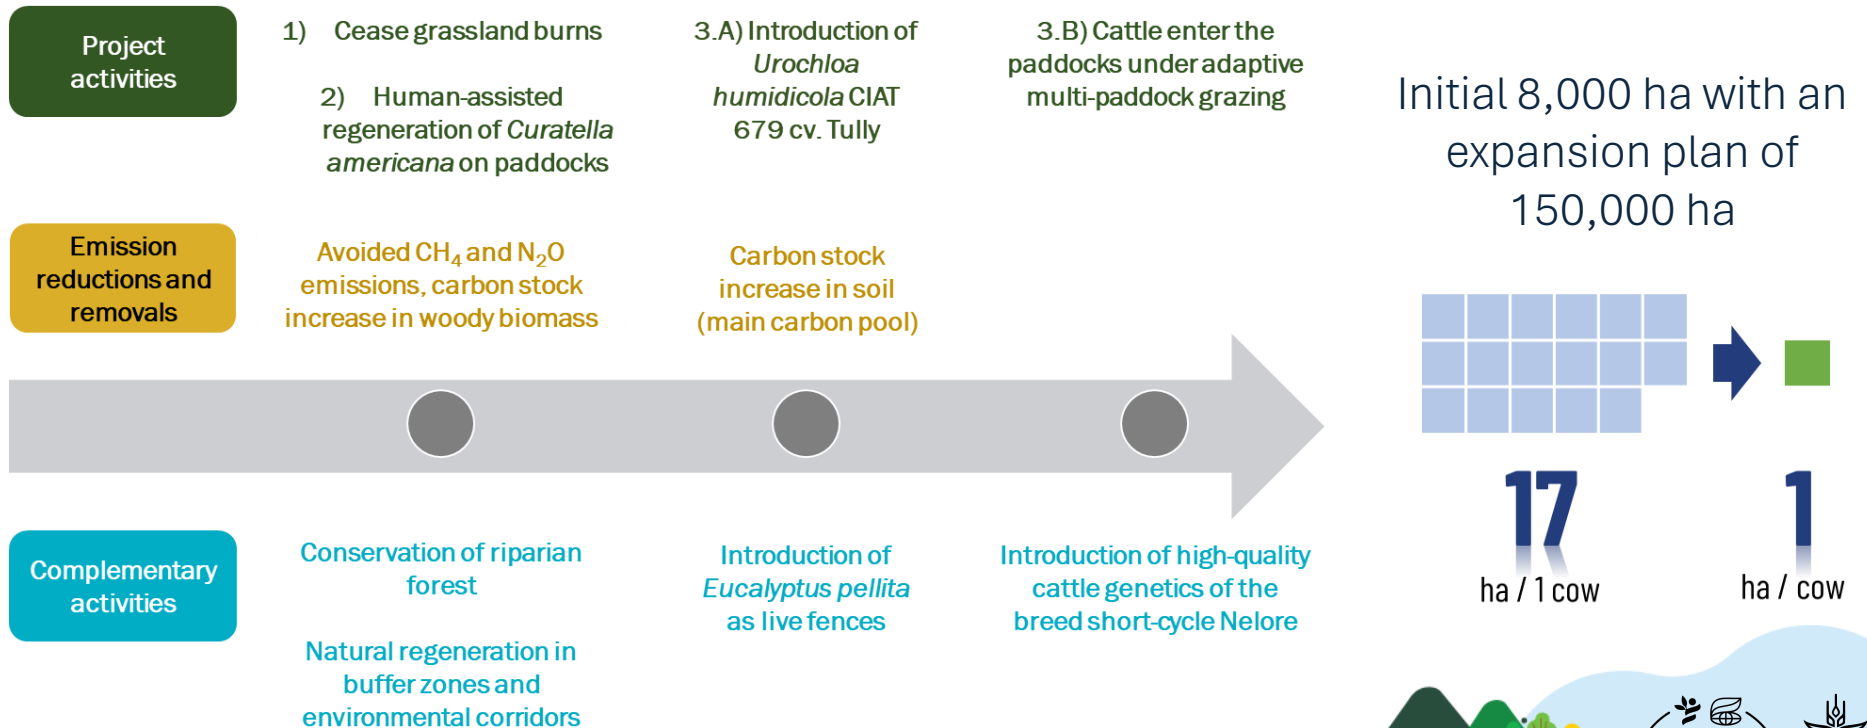 Project
activities
1) Cease grassland burns
2) Human-assisted
regeneration of Curatella
americana on paddocks
3.A) Introduction of
Urochloa
humidicola CIAT
679 cv. Tully
3.B) Cattle enter the
paddocks under adaptive
multi-paddock grazing
Emission
reductions and
removals
Avoided CH₄ and N₂O
emissions, carbon stock
increase in woody biomass
Carbon stock
increase in soil
(main carbon pool)
Complementary
activities
Conservation of riparian
forest
Natural regeneration in
buffer zones and
environmental corridors
Introduction of
Eucalyptus pellita
as live fences
Introduction of high-quality
cattle genetics of the
breed short-cycle Nelore
Initial 8,000 ha with an
expansion plan of
150,000 ha
17
ha / 1 cow
1
ha / cow